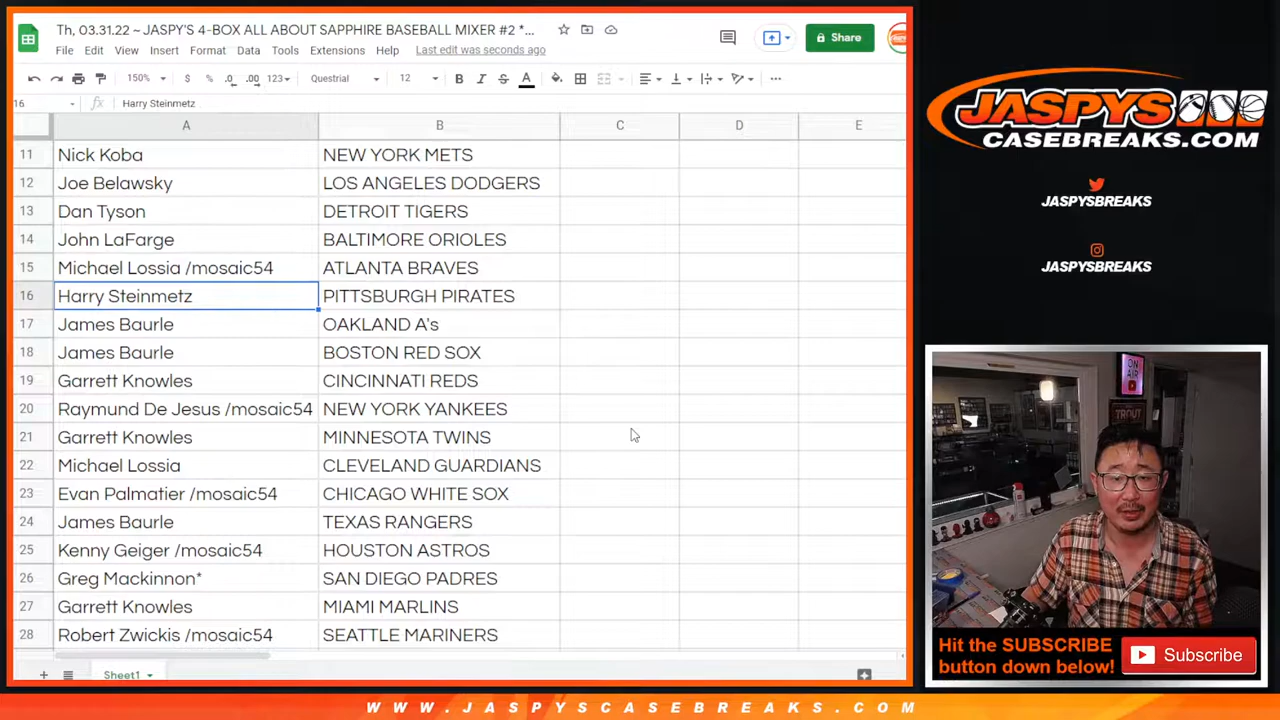 Th, 03.31.22 ~ JASPY'S 4-BOX ALL ABOUT SAPPHIRE BASEBALL MIXER #2 *...
File Edit View Insert Format Data Tools Extensions Help Last edit was seconds ago
Share
150% $ % .0 .00 123 Questrial 12 B I S A
16 fx Harry Steinmetz
A B C D E
11 Nick Koba NEW YORK METS
12 Joe Belawsky LOS ANGELES DODGERS
13 Dan Tyson DETROIT TIGERS
14 John LaFarge BALTIMORE ORIOLES
15 Michael Lossia /mosaic54 ATLANTA BRAVES
16 Harry Steinmetz PITTSBURGH PIRATES
17 James Baurle OAKLAND A's
18 James Baurle BOSTON RED SOX
19 Garrett Knowles CINCINNATI REDS
20 Raymund De Jesus /mosaic54 NEW YORK YANKEES
21 Garrett Knowles MINNESOTA TWINS
22 Michael Lossia CLEVELAND GUARDIANS
23 Evan Palmatier /mosaic54 CHICAGO WHITE SOX
24 James Baurle TEXAS RANGERS
25 Kenny Geiger /mosaic54 HOUSTON ASTROS
26 Greg Mackinnon* SAN DIEGO PADRES
27 Garrett Knowles MIAMI MARLINS
28 Robert Zwickis /mosaic54 SEATTLE MARINERS
Sheet1
JASPYS
CASEBREAKS.COM
JASPYSBREAKS
JASPYSBREAKS
ON AIR
TROUT
Hit the SUBSCRIBE
button down below!
Subscribe
WWW.JASPYSCASEBREAKS.COM